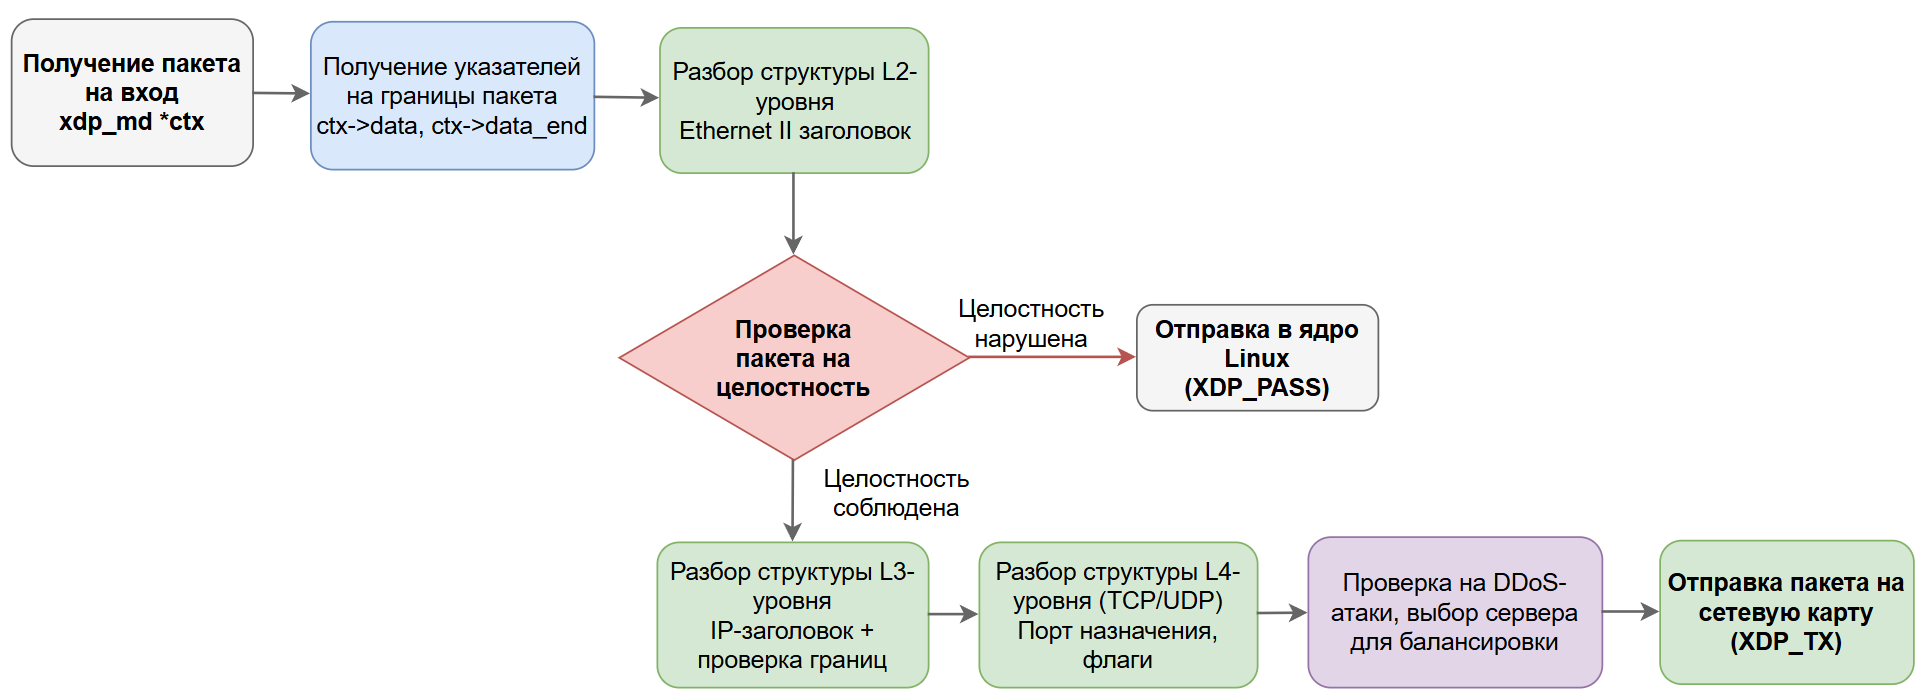 Получение пакета
на вход
xdp_md *ctx
Получение указателей
на границы пакета
ctx->data, ctx->data_end
Разбор структуры L2-
уровня
Ethernet II заголовок
Проверка
пакета на
целостность
Целостность
нарушена
Отправка в ядро
Linux
(XDP_PASS)
Целостность
соблюдена
Разбор структуры L3-
уровня
IP-заголовок +
проверка границ
Разбор структуры L4-
уровня (TCP/UDP)
Порт назначения,
флаги
Проверка на DDoS-
атаки, выбор сервера
для балансировки
Отправка пакета на
сетевую карту
(XDP_TX)